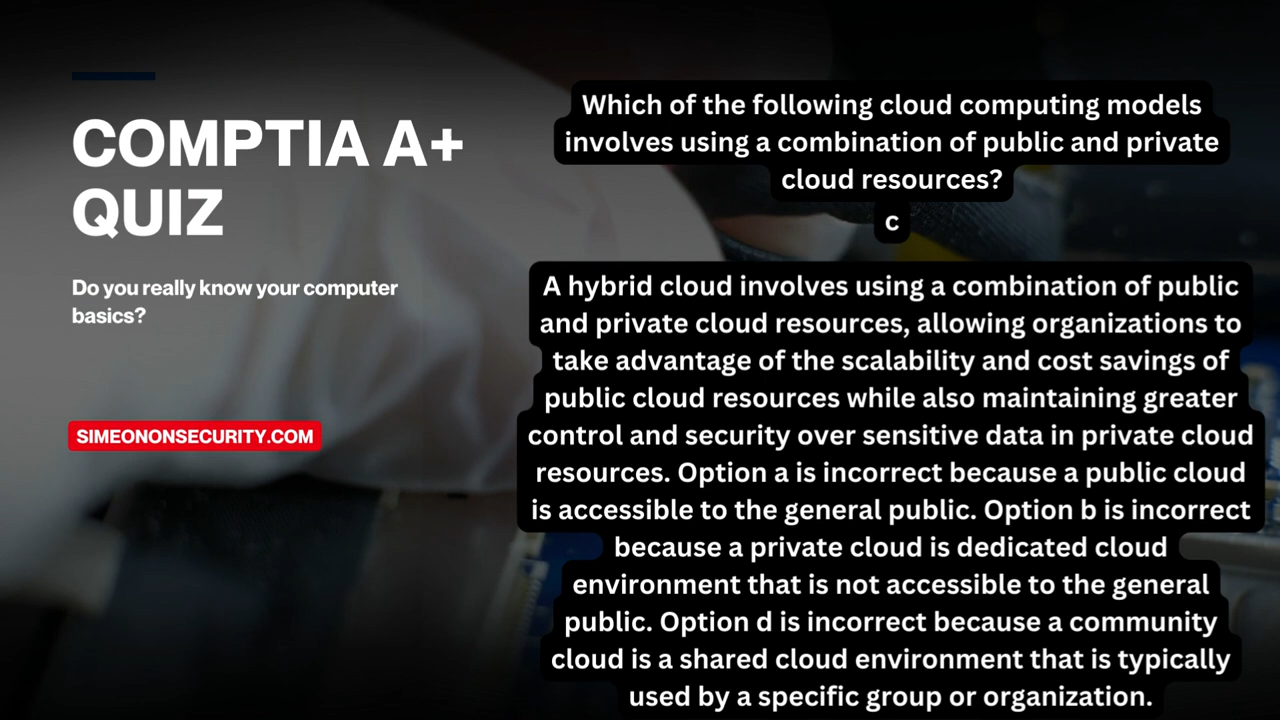 COMPTIA A+
QUIZ
Do you really know your computer
basics?
SIMEONONSECURITY.COM
Which of the following cloud computing models
involves using a combination of public and private
cloud resources?
c
A hybrid cloud involves using a combination of public
and private cloud resources, allowing organizations to
take advantage of the scalability and cost savings of
public cloud resources while also maintaining greater
control and security over sensitive data in private cloud
resources. Option a is incorrect because a public cloud
is accessible to the general public. Option b is incorrect
because a private cloud is dedicated cloud
environment that is not accessible to the general
public. Option d is incorrect because a community
cloud is a shared cloud environment that is typically
used by a specific group or organization.